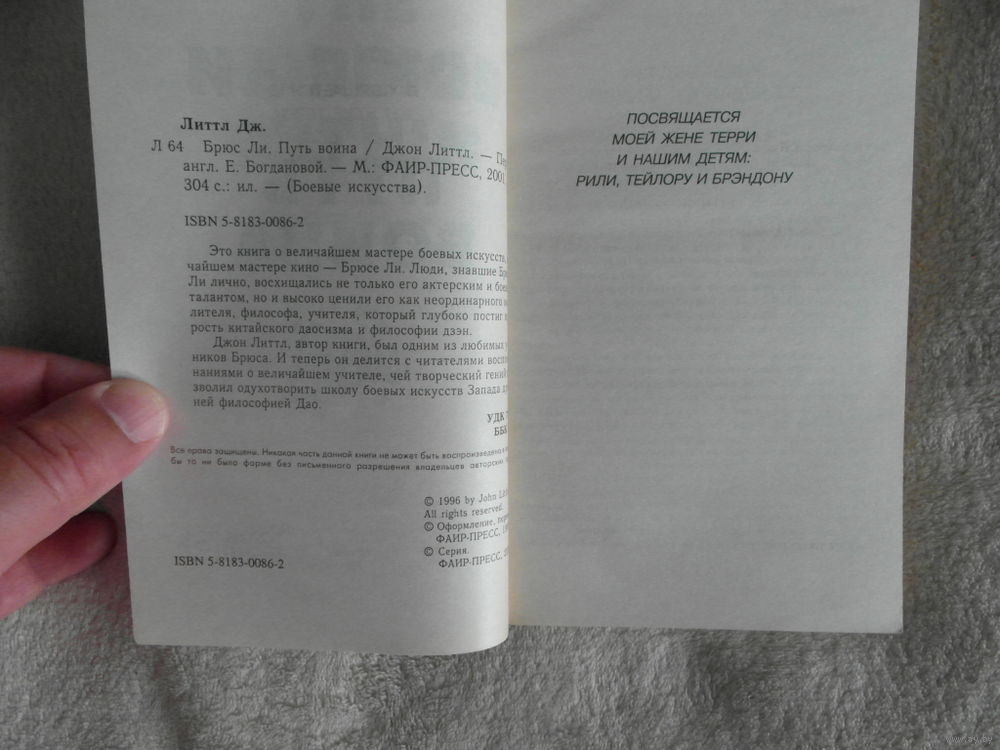 Литтл Дж.
Л 64 Брюс Ли. Путь воина / Джон Литтл. —
англ. Е. Богдановой. — М.: ФАИР-ПРЕСС, 2001
304 с.: ил. — (Боевые искусства).
ISBN 5-8183-0086-2
Это книга о величайшем мастере боевых искусств,
чайшем мастере кино — Брюсе Ли. Люди, знавшие
Ли лично, восхищались не только его актерским и
талантом, но и высоко ценили его как неординарного
лителя, философа, учителя, который глубоко постиг
рость китайского даосизма и философии дзэн.
Джон Литтл, автор книги, был одним из любимых
ников Брюса. И теперь он делится с читателями
наниями о величайшем учителе, чей творческий гений
зволил одухотворить школу боевых искусств Запада
ней философией Дао.
УДК
ББК
Все права защищены. Никакая часть данной книги не может быть воспроизведена в
бы то ни было форме без письменного разрешения владельцев авторских
© 1996 by John
All rights reserved.
© Оформление,
ФАИР-ПРЕСС,
© Серия.
ФАИР-ПРЕСС,
ISBN 5-8183-0086-2
ПОСВЯЩАЕТСЯ
МОЕЙ ЖЕНЕ ТЕРРИ
И НАШИМ ДЕТЯМ:
РИЛИ, ТЕЙЛОРУ И БРЭНДОНУ